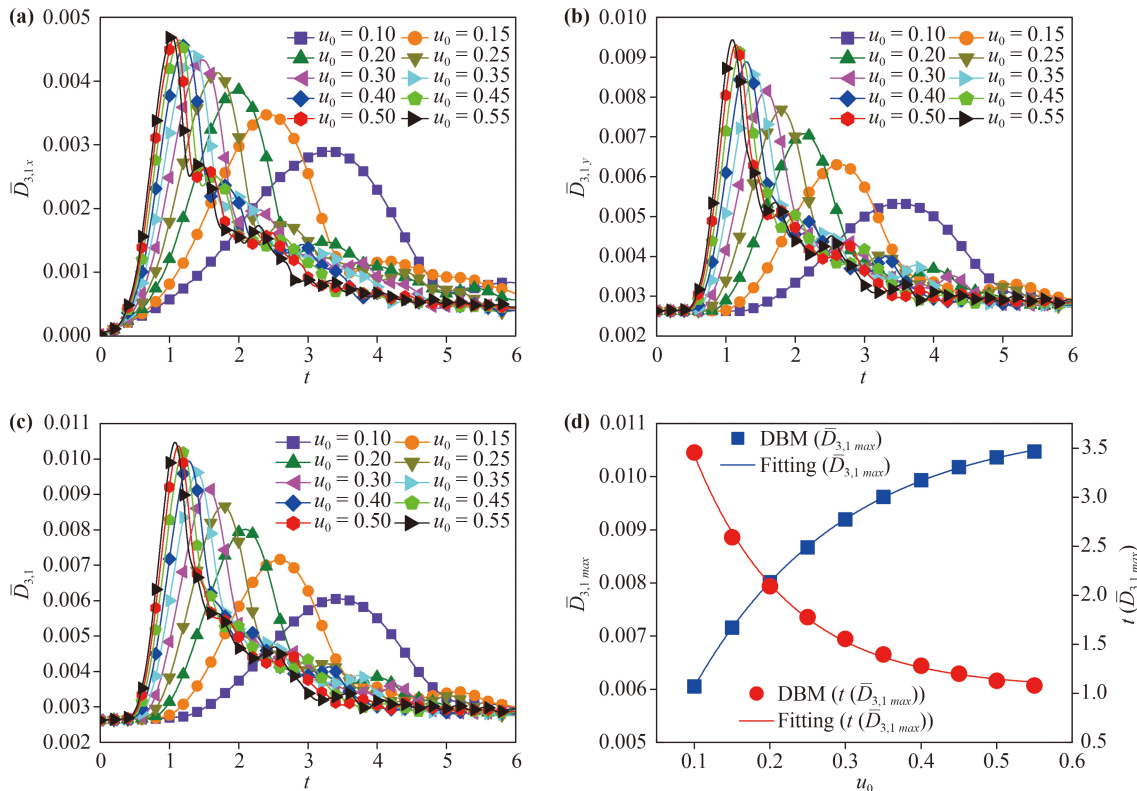 (a)
0.005
0.004
0.003
0.002
0.001
0.000
D̅3,1,x
u0 = 0.10 u0 = 0.15
u0 = 0.20 u0 = 0.25
u0 = 0.30 u0 = 0.35
u0 = 0.40 u0 = 0.45
u0 = 0.50 u0 = 0.55
0 1 2 3 4 5 6
t
(b)
0.010
0.009
0.008
0.007
0.006
0.005
0.004
0.003
0.002
D̅3,1,y
u0 = 0.10 u0 = 0.15
u0 = 0.20 u0 = 0.25
u0 = 0.30 u0 = 0.35
u0 = 0.40 u0 = 0.45
u0 = 0.50 u0 = 0.55
0 1 2 3 4 5 6
t
(c)
0.011
0.010
0.009
0.008
0.007
0.006
0.005
0.004
0.003
0.002
D̅3,1
u0 = 0.10 u0 = 0.15
u0 = 0.20 u0 = 0.25
u0 = 0.30 u0 = 0.35
u0 = 0.40 u0 = 0.45
u0 = 0.50 u0 = 0.55
0 1 2 3 4 5 6
t
(d)
0.011
0.010
0.009
0.008
0.007
0.006
0.005
D̅3,1 max
DBM (D̅3,1 max)
Fitting (D̅3,1 max)
DBM (t (D̅3,1 max))
Fitting (t (D̅3,1 max))
3.5
3.0
2.5
2.0
1.5
1.0
0.5
t (D̅3,1 max)
0.1 0.2 0.3 0.4 0.5 0.6
u0